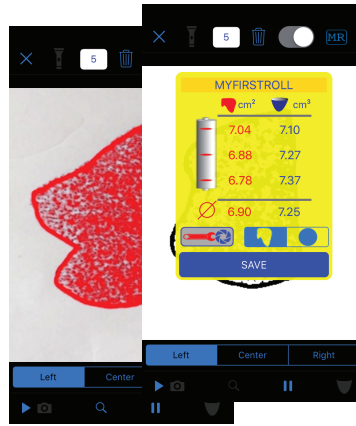 5
5
MR
MYFIRSTROLL
cm² cm³
7.04 7.10
6.88 7.27
6.78 7.37
6.90 7.25
SAVE
Left Center
Left Center Right